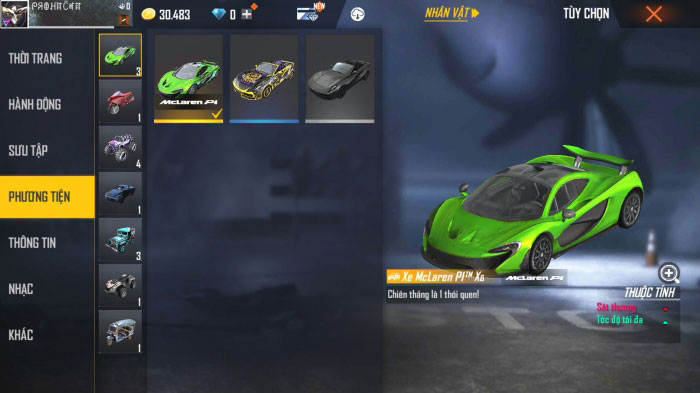 30.483
0
NEW
NHÂN VẬT
TÙY CHỌN
THỜI TRANG
HÀNH ĐỘNG
SƯU TẬP
PHƯƠNG TIỆN
THÔNG TIN
NHẠC
KHÁC
3
1
4
1
3
1
1
McLaren P1
Xe McLaren P1™ X6
McLaren P1
Chiến thắng là 1 thói quen!
THUỘC TÍNH
Sát thương
Tốc độ tối đa